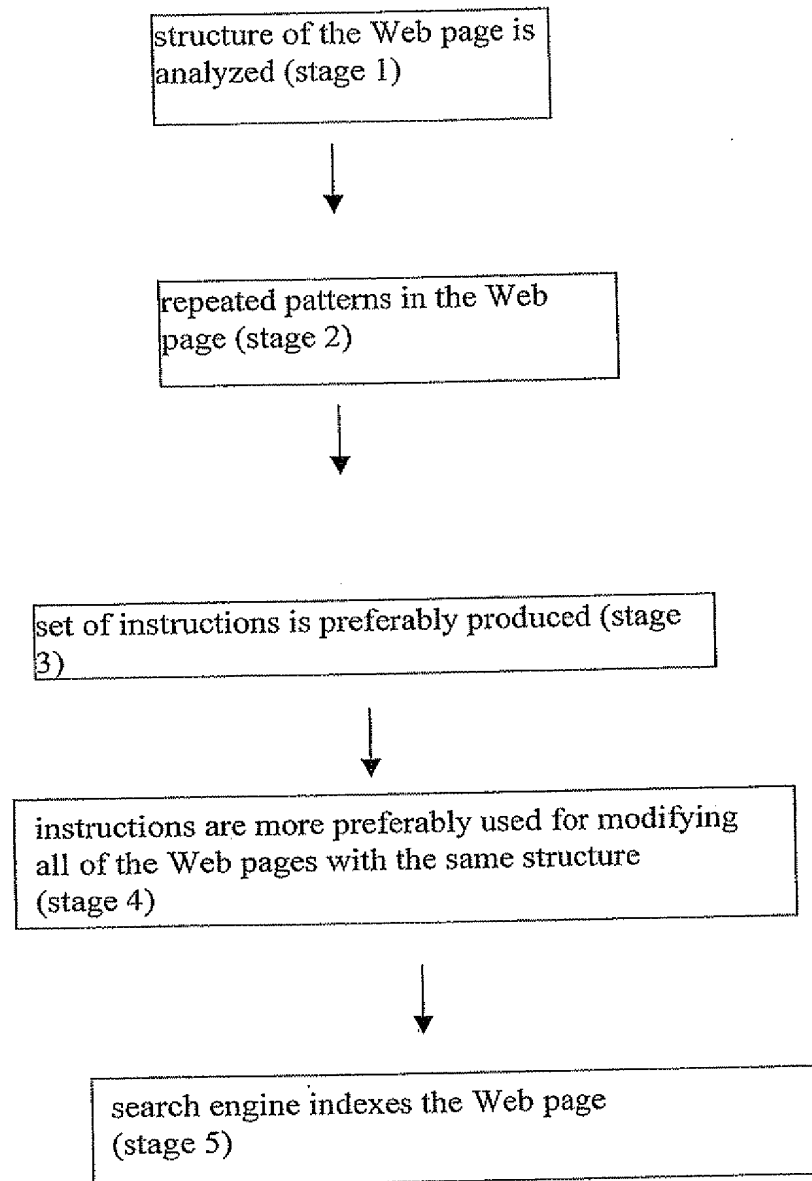 structure of the Web page is
analyzed (stage 1)
repeated patterns in the Web
page (stage 2)
set of instructions is preferably produced (stage
3)
instructions are more preferably used for modifying
all of the Web pages with the same structure
(stage 4)
search engine indexes the Web page
(stage 5)